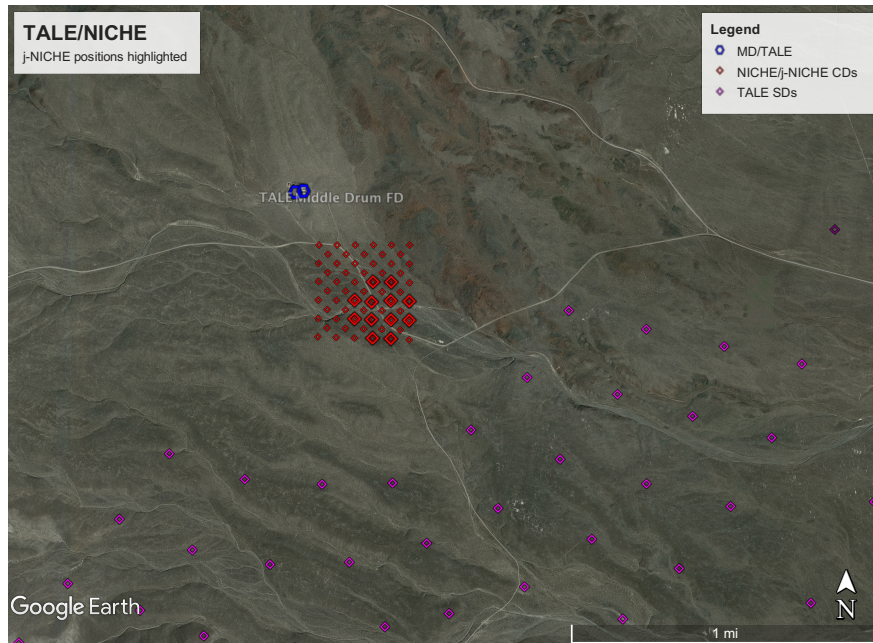 TALE/NICHE
j-NICHE positions highlighted
Legend
MD/TALE
NICHE/j-NICHE CDs
TALE SDs
TALE Middle Drum FD
Google Earth
N
1 mi